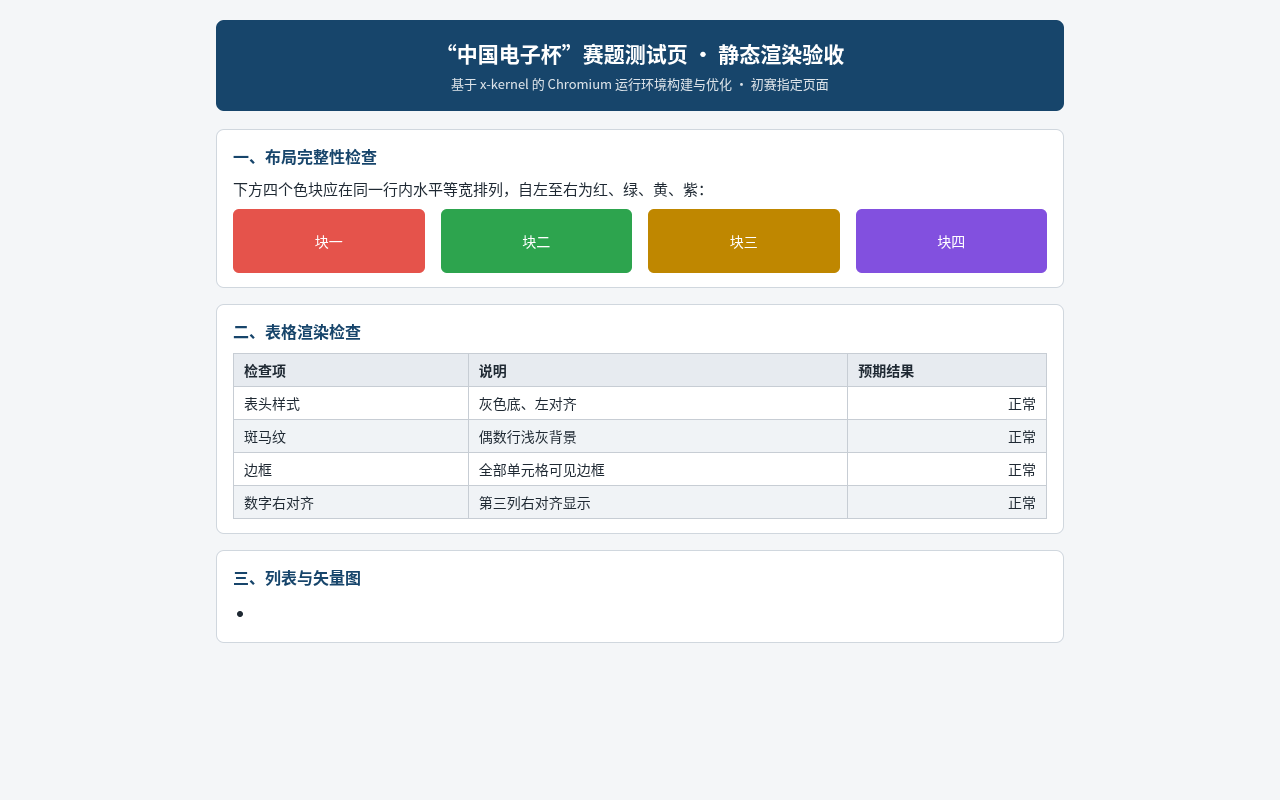 “中国电子杯”赛题测试页 · 静态渲染验收
基于 x-kernel 的 Chromium 运行环境构建与优化 · 初赛指定页面
一、布局完整性检查
下方四个色块应在同一行内水平等宽排列，自左至右为红、绿、黄、紫：
块一 块二 块三 块四
二、表格渲染检查
检查项 说明 预期结果
表头样式 灰色底、左对齐 正常
斑马纹 偶数行浅灰背景 正常
边框 全部单元格可见边框 正常
数字右对齐 第三列右对齐显示 正常
三、列表与矢量图